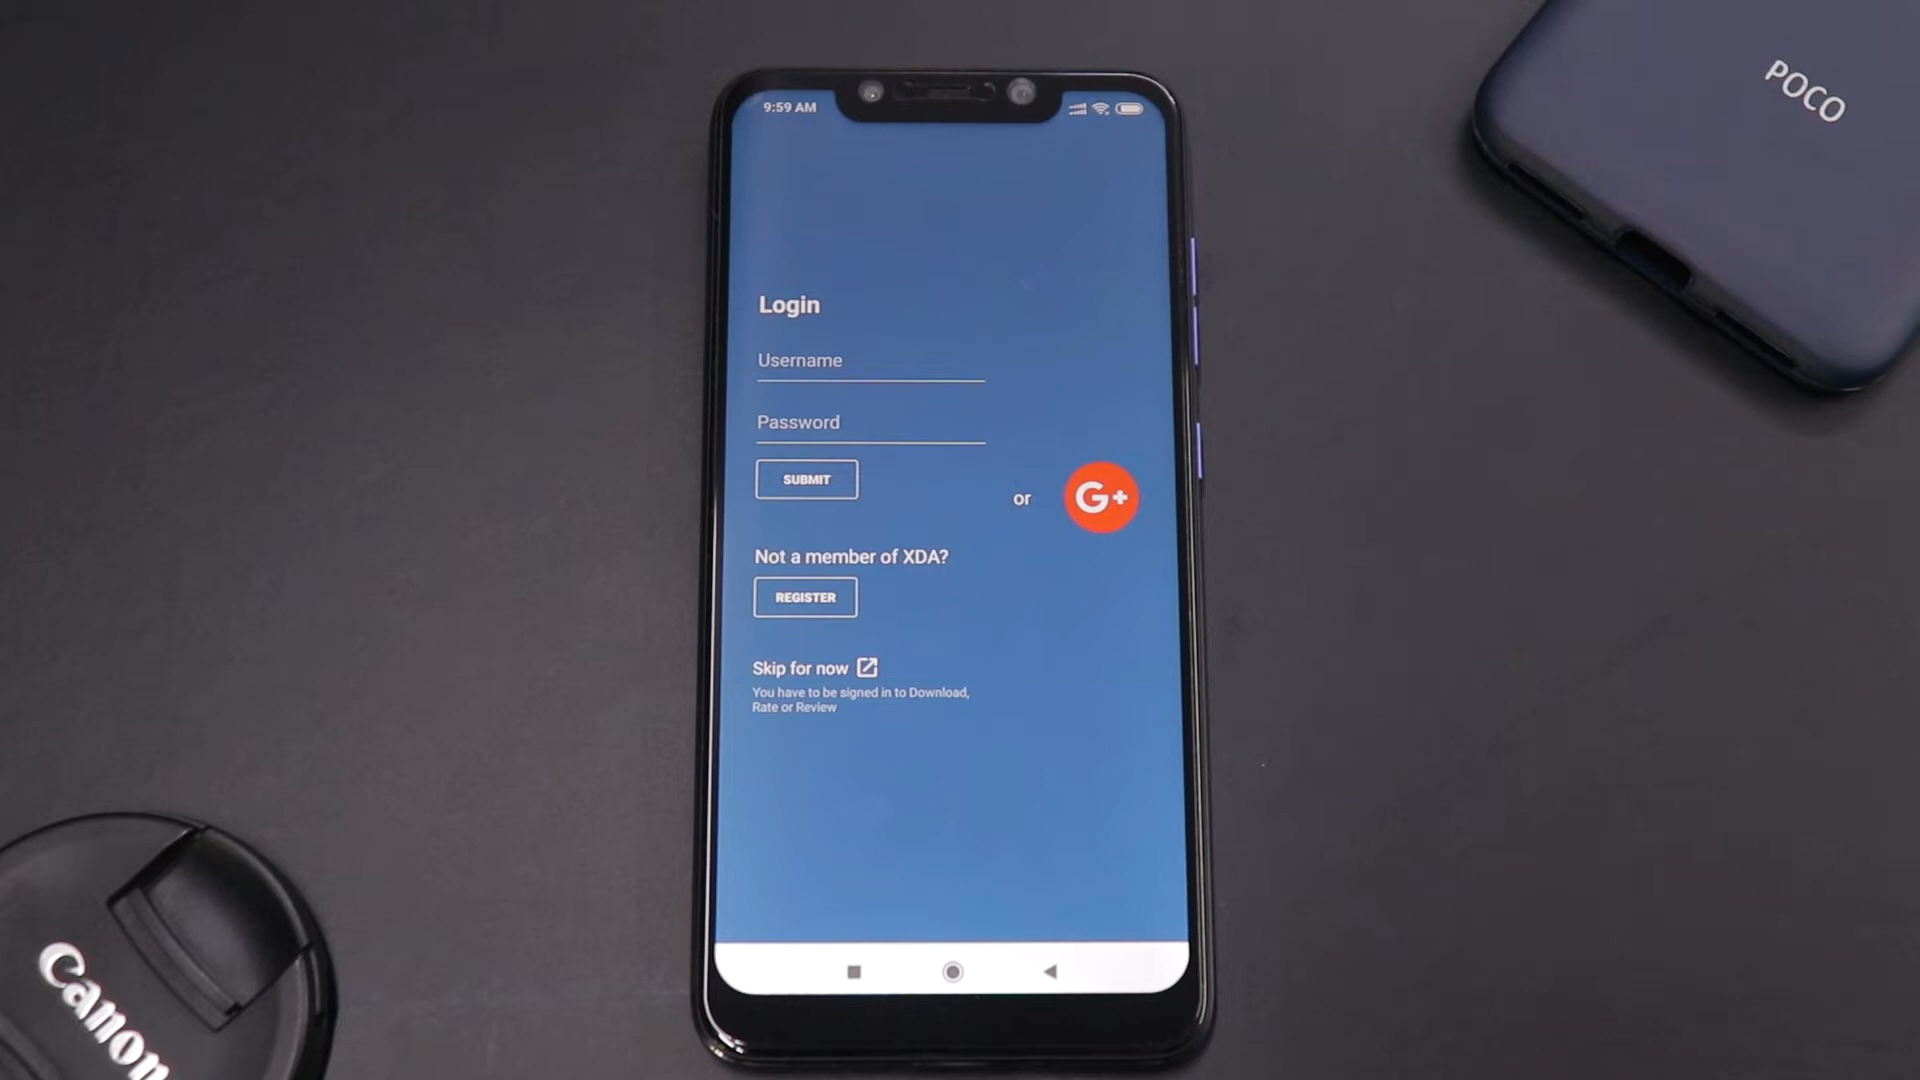 9:59 AM
POCO
Login
Username
Password
SUBMIT
or
G+
Not a member of XDA?
REGISTER
Skip for now
You have to be signed in to Download,
Rate or Review
Canon